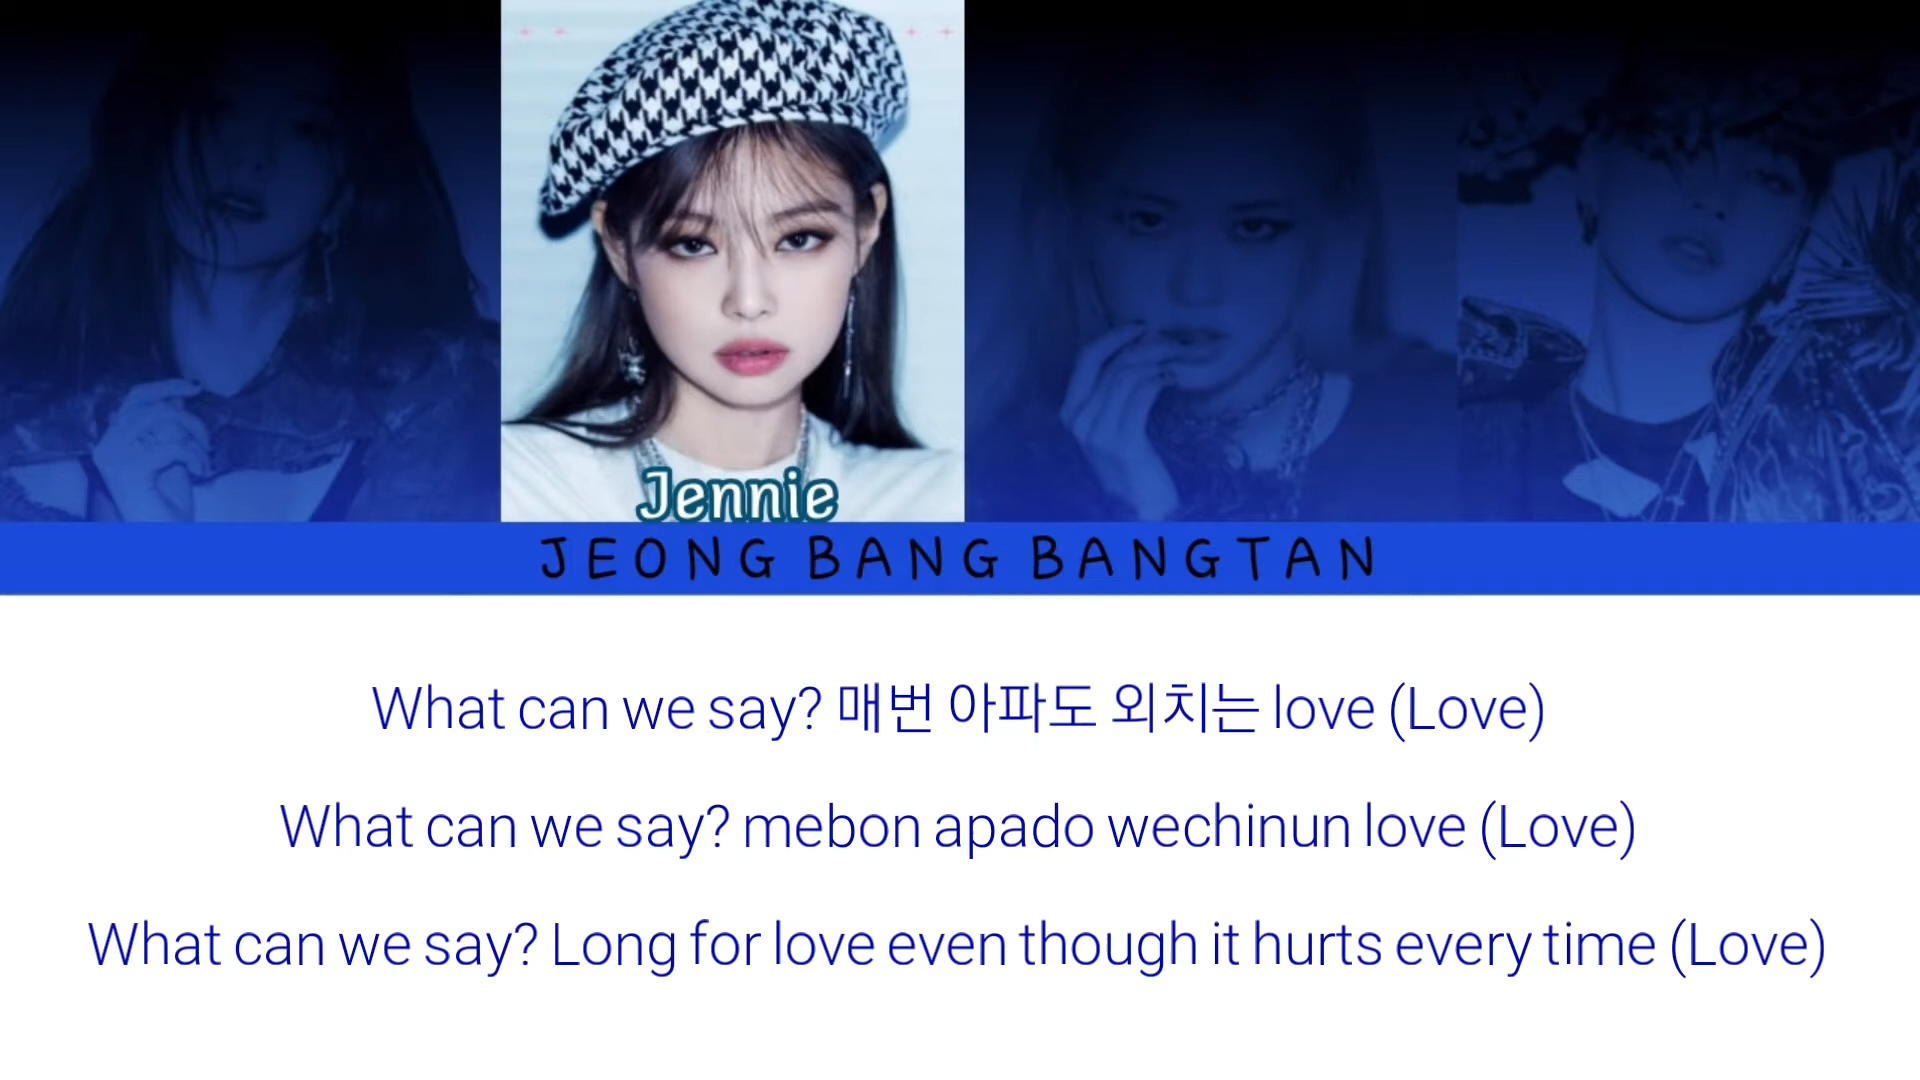 Jennie
JEONG BANG BANGTAN
What can we say? 매번 아파도 외치는 love (Love)
What can we say? mebon apado wechinun love (Love)
What can we say? Long for love even though it hurts every time (Love)